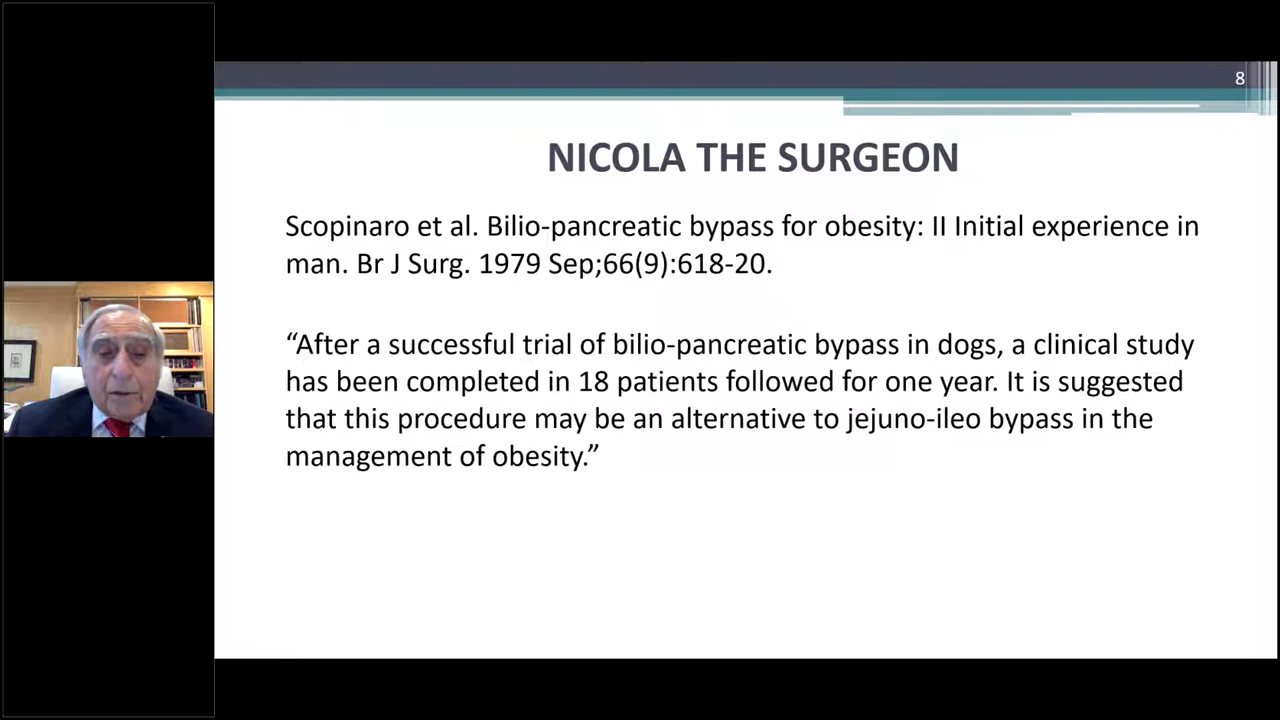 8
NICOLA THE SURGEON
Scopinaro et al. Bilio-pancreatic bypass for obesity: II Initial experience in
man. Br J Surg. 1979 Sep;66(9):618-20.
“After a successful trial of bilio-pancreatic bypass in dogs, a clinical study
has been completed in 18 patients followed for one year. It is suggested
that this procedure may be an alternative to jejuno-ileo bypass in the
management of obesity.”